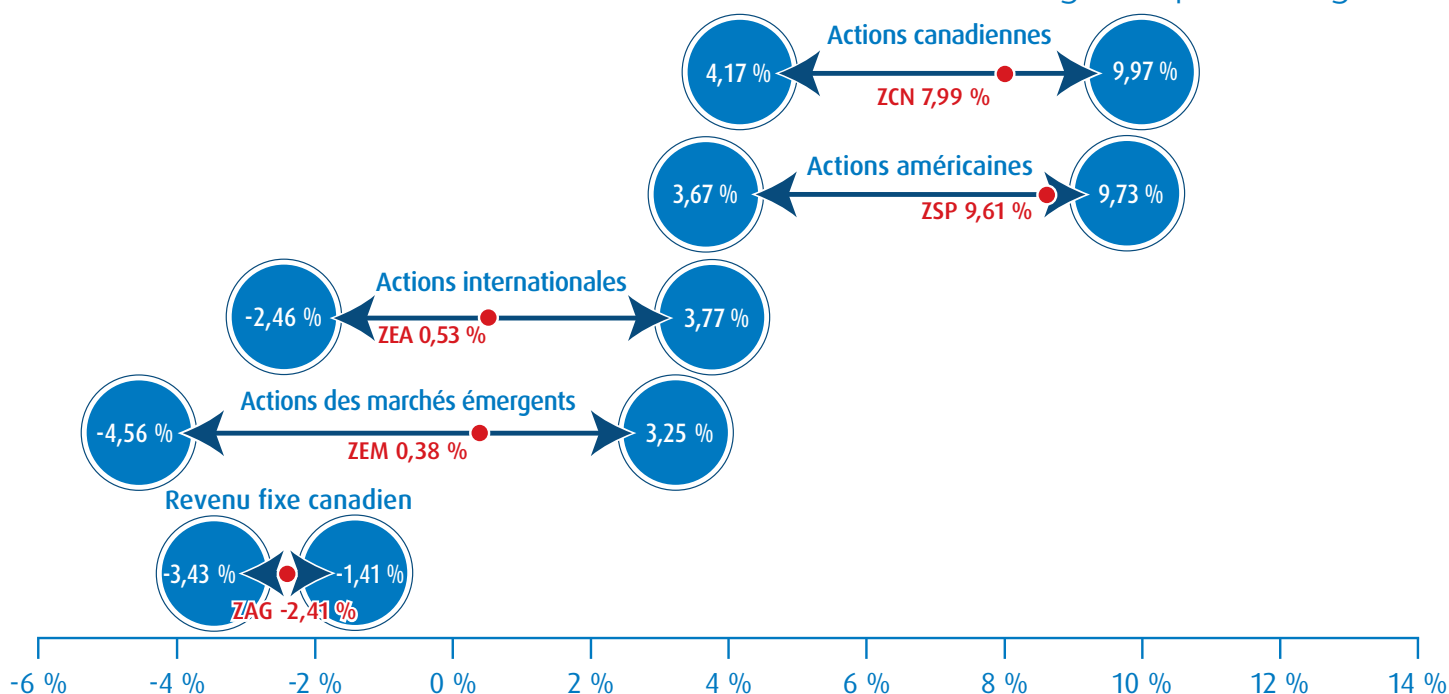 Actions canadiennes
4,17 %
9,97 %
ZCN 7,99 %
Actions américaines
3,67 %
9,73 %
ZSP 9,61 %
Actions internationales
-2,46 %
3,77 %
ZEA 0,53 %
Actions des marchés émergents
-4,56 %
3,25 %
ZEM 0,38 %
Revenu fixe canadien
-3,43 %
-1,41 %
ZAG -2,41 %
-6 % -4 % -2 % 0 % 2 % 4 % 6 % 8 % 10 % 12 % 14 %